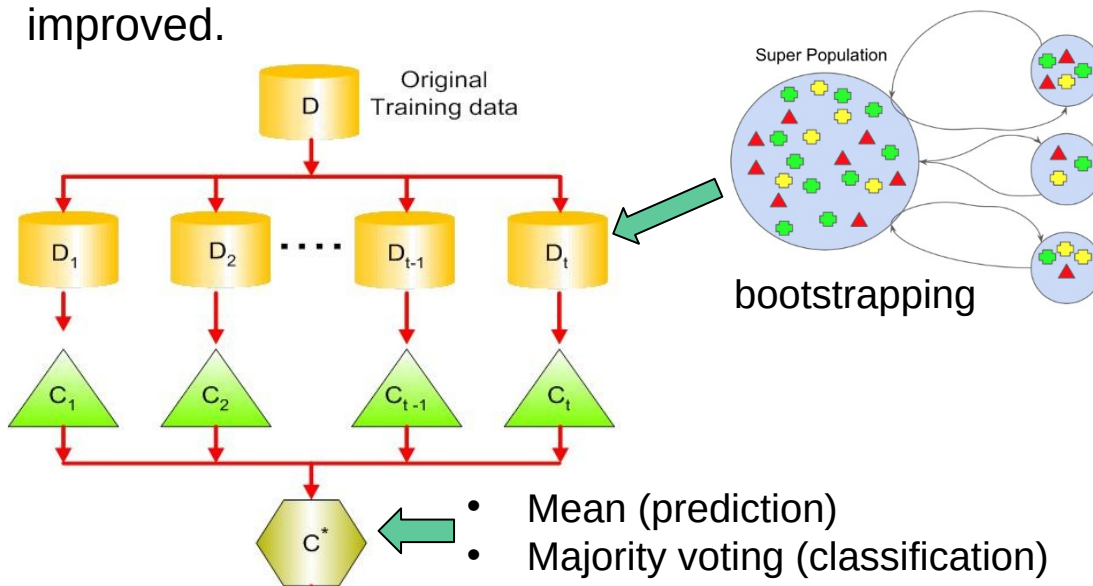 improved.
Original
Training data
D
Super Population
D₁
D₂
....
Dₜ₋₁
Dₜ
bootstrapping
C₁
C₂
Cₜ₋₁
Cₜ
C*
• Mean (prediction)
• Majority voting (classification)